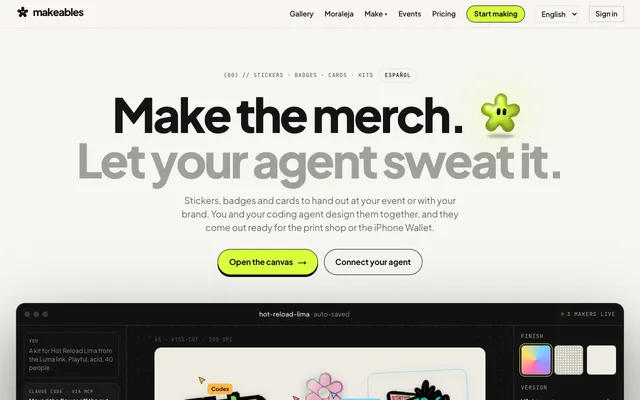 makeables
Gallery Moraleja Make Events Pricing Start making English Sign in
(00) // STICKERS · BADGES · CARDS · KITS ESPAÑOL
Make the merch.
Let your agent sweat it.
Stickers, badges and cards to hand out at your event or with your
brand. You and your coding agent design them together, and they
come out ready for the print shop or the iPhone Wallet.
Open the canvas →
Connect your agent
hot-reload-lima · auto-saved
3 MAKERS LIVE
YOU
A kit for Hot Reload Lima from
the Luma link. Playful, acid, 40
people.
CLAUDE CODE · VIA MCP
A6 · KISS-CUT · 300 DPI
Codex
FINISH
VERSION